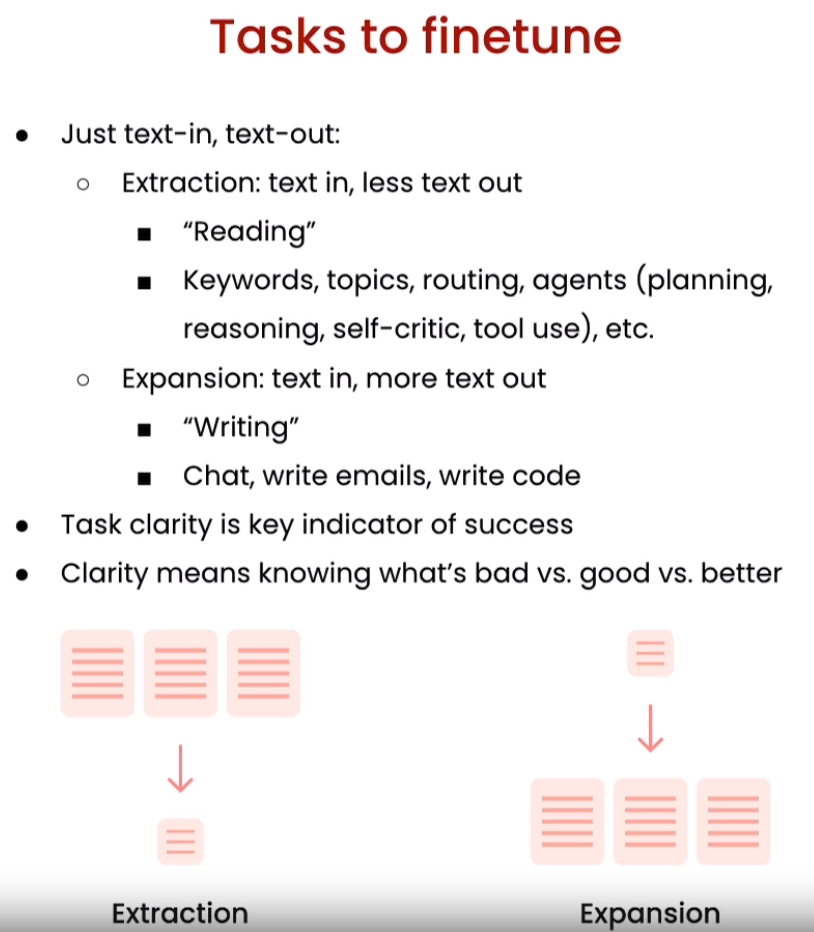 Tasks to finetune
● Just text-in, text-out:
○ Extraction: text in, less text out
■ “Reading”
■ Keywords, topics, routing, agents (planning,
reasoning, self-critic, tool use), etc.
○ Expansion: text in, more text out
■ “Writing”
■ Chat, write emails, write code
● Task clarity is key indicator of success
● Clarity means knowing what’s bad vs. good vs. better
Extraction
Expansion